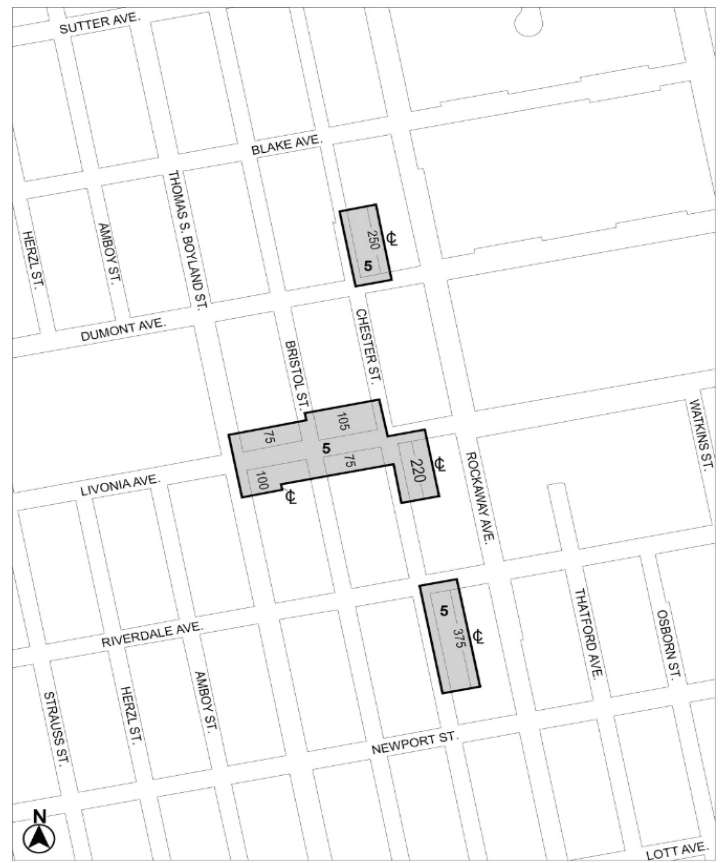 SUTTER AVE.
BLAKE AVE.
THOMAS S. BOYLAND ST.
HERZL ST.
AMBOY ST.
250
℄
5
DUMONT AVE.
CHESTER ST.
BRISTOL ST.
WATKINS ST.
75
105
5
75
100
℄
220
℄
LIVONIA AVE.
ROCKAWAY AVE.
5
375
℄
RIVERDALE AVE.
THATFORD AVE.
OSBORN ST.
STRAUSS ST.
HERZL ST.
AMBOY ST.
NEWPORT ST.
N
LOTT AVE.